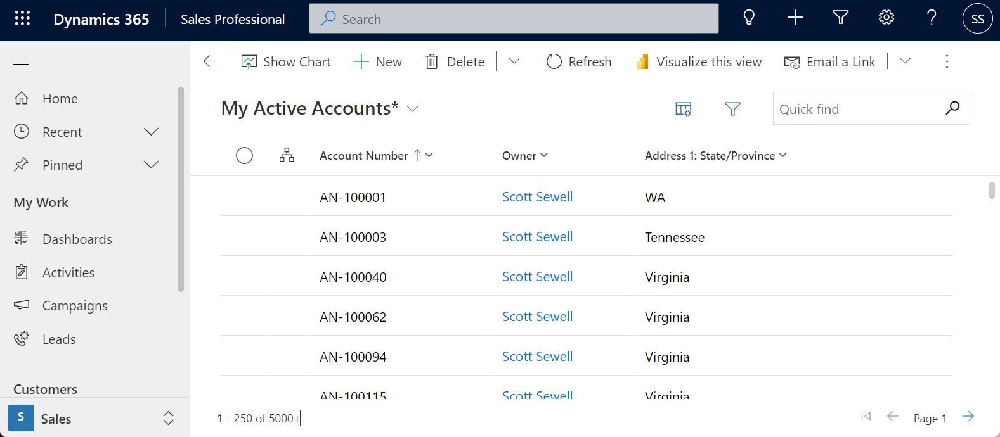 Dynamics 365
Sales Professional
Search
SS
Show Chart
New
Delete
Refresh
Visualize this view
Email a Link
Home
Recent
Pinned
My Work
Dashboards
Activities
Campaigns
Leads
Customers
S
Sales
My Active Accounts*
Quick find
Account Number
Owner
Address 1: State/Province
AN-100001 Scott Sewell WA
AN-100003 Scott Sewell Tennessee
AN-100040 Scott Sewell Virginia
AN-100062 Scott Sewell Virginia
AN-100094 Scott Sewell Virginia
AN-100115 Scott Sewell Virginia
1 - 250 of 5000+
Page 1